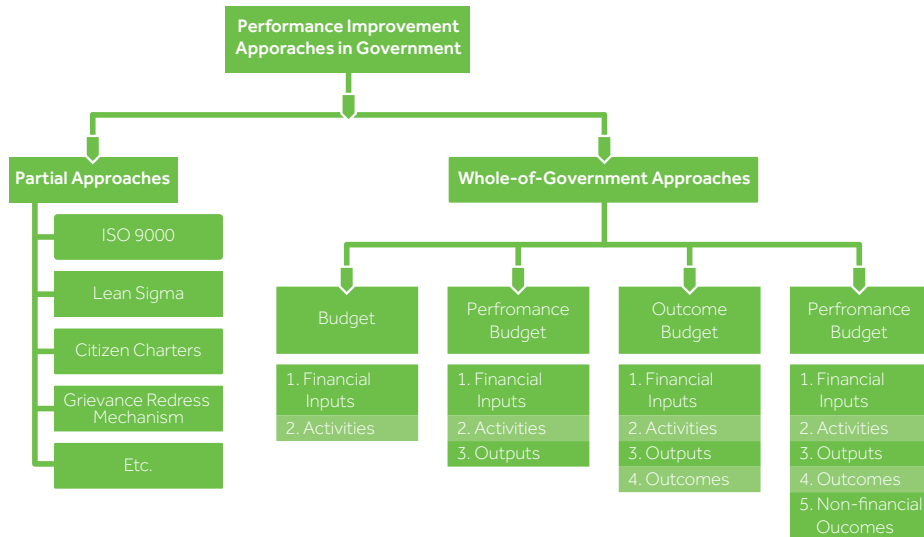 Performance Improvement
Apporaches in Government
Partial Approaches
ISO 9000
Lean Sigma
Citizen Charters
Grievance Redress
Mechanism
Etc.
Whole-of-Government Approaches
Budget
1. Financial
Inputs
2. Activities
Perfromance
Budget
1. Financial
Inputs
2. Activities
3. Outputs
Outcome
Budget
1. Financial
Inputs
2. Activities
3. Outputs
4. Outcomes
Perfromance
Budget
1. Financial
Inputs
2. Activities
3. Outputs
4. Outcomes
5. Non-financial
Oucomes